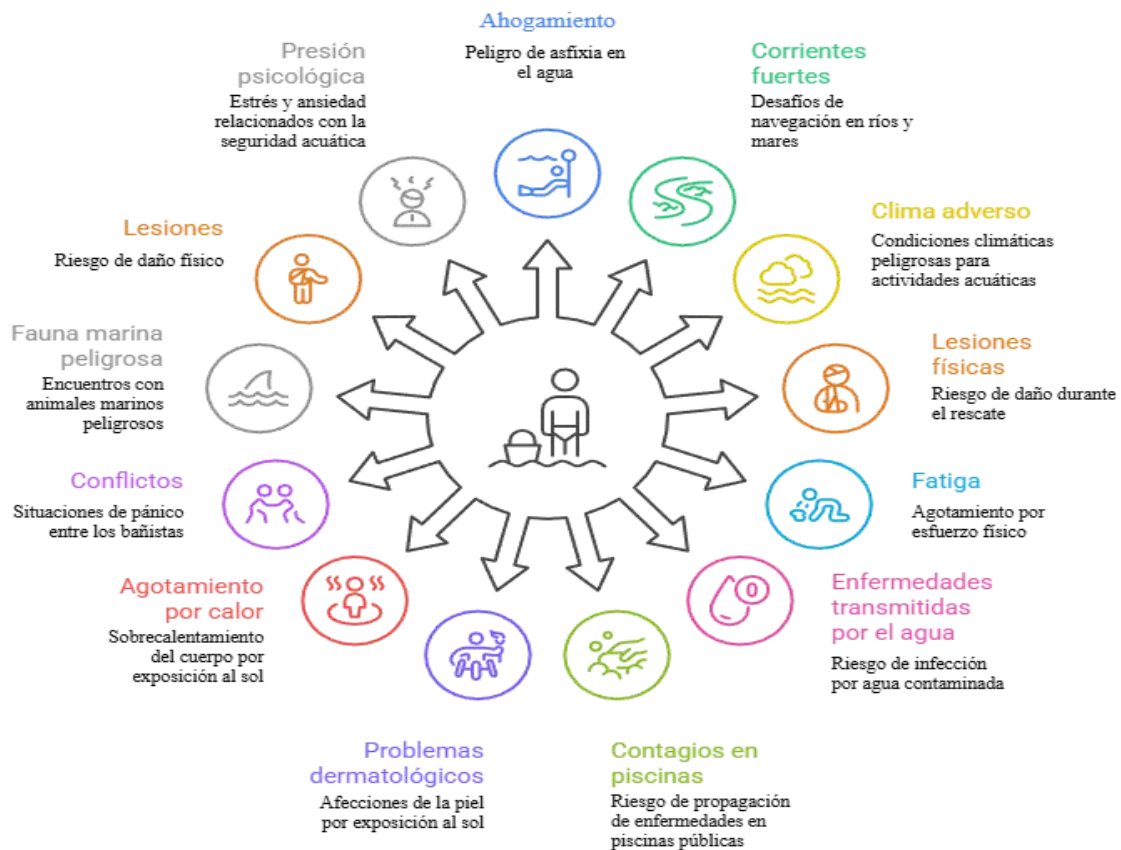 Ahogamiento
Peligro de asfixia en
el agua
Corrientes
fuertes
Desafíos de
navegación en ríos y
mares
Clima adverso
Condiciones climáticas
peligrosas para
actividades acuáticas
Lesiones
físicas
Riesgo de daño durante
el rescate
Fatiga
Agotamiento por
esfuerzo físico
Enfermedades
transmitidas
por el agua
Riesgo de infección
por agua contaminada
Contagios en
piscinas
Riesgo de propagación
de enfermedades en
piscinas públicas
Problemas
dermatológicos
Afecciones de la piel
por exposición al sol
Agotamiento
por calor
Sobrecalentamiento
del cuerpo por
exposición al sol
Conflictos
Situaciones de pánico
entre los bañistas
Fauna marina
peligrosa
Encuentros con
animales marinos
peligrosos
Lesiones
Riesgo de daño físico
Presión
psicológica
Estrés y ansiedad
relacionados con la
seguridad acuática